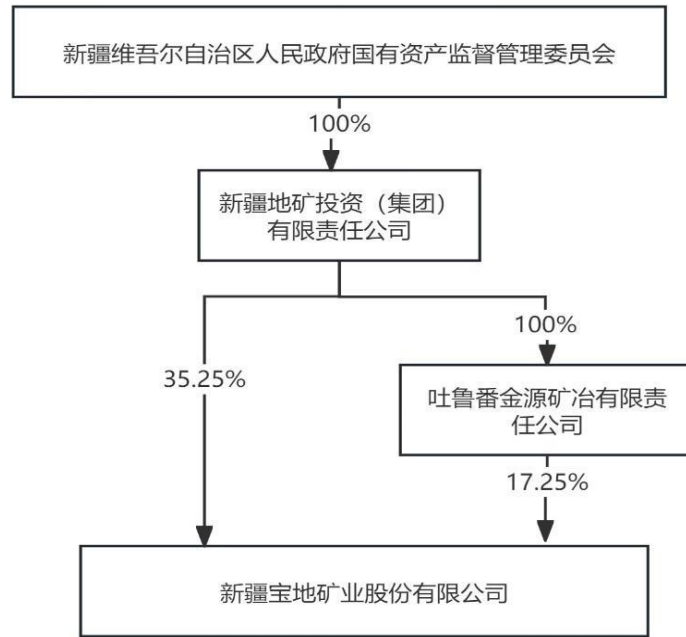 新疆维吾尔自治区人民政府国有资产监督管理委员会
100%
新疆地矿投资（集团）
有限责任公司
100%
35.25%
吐鲁番金源矿冶有限责
任公司
17.25%
新疆宝地矿业股份有限公司